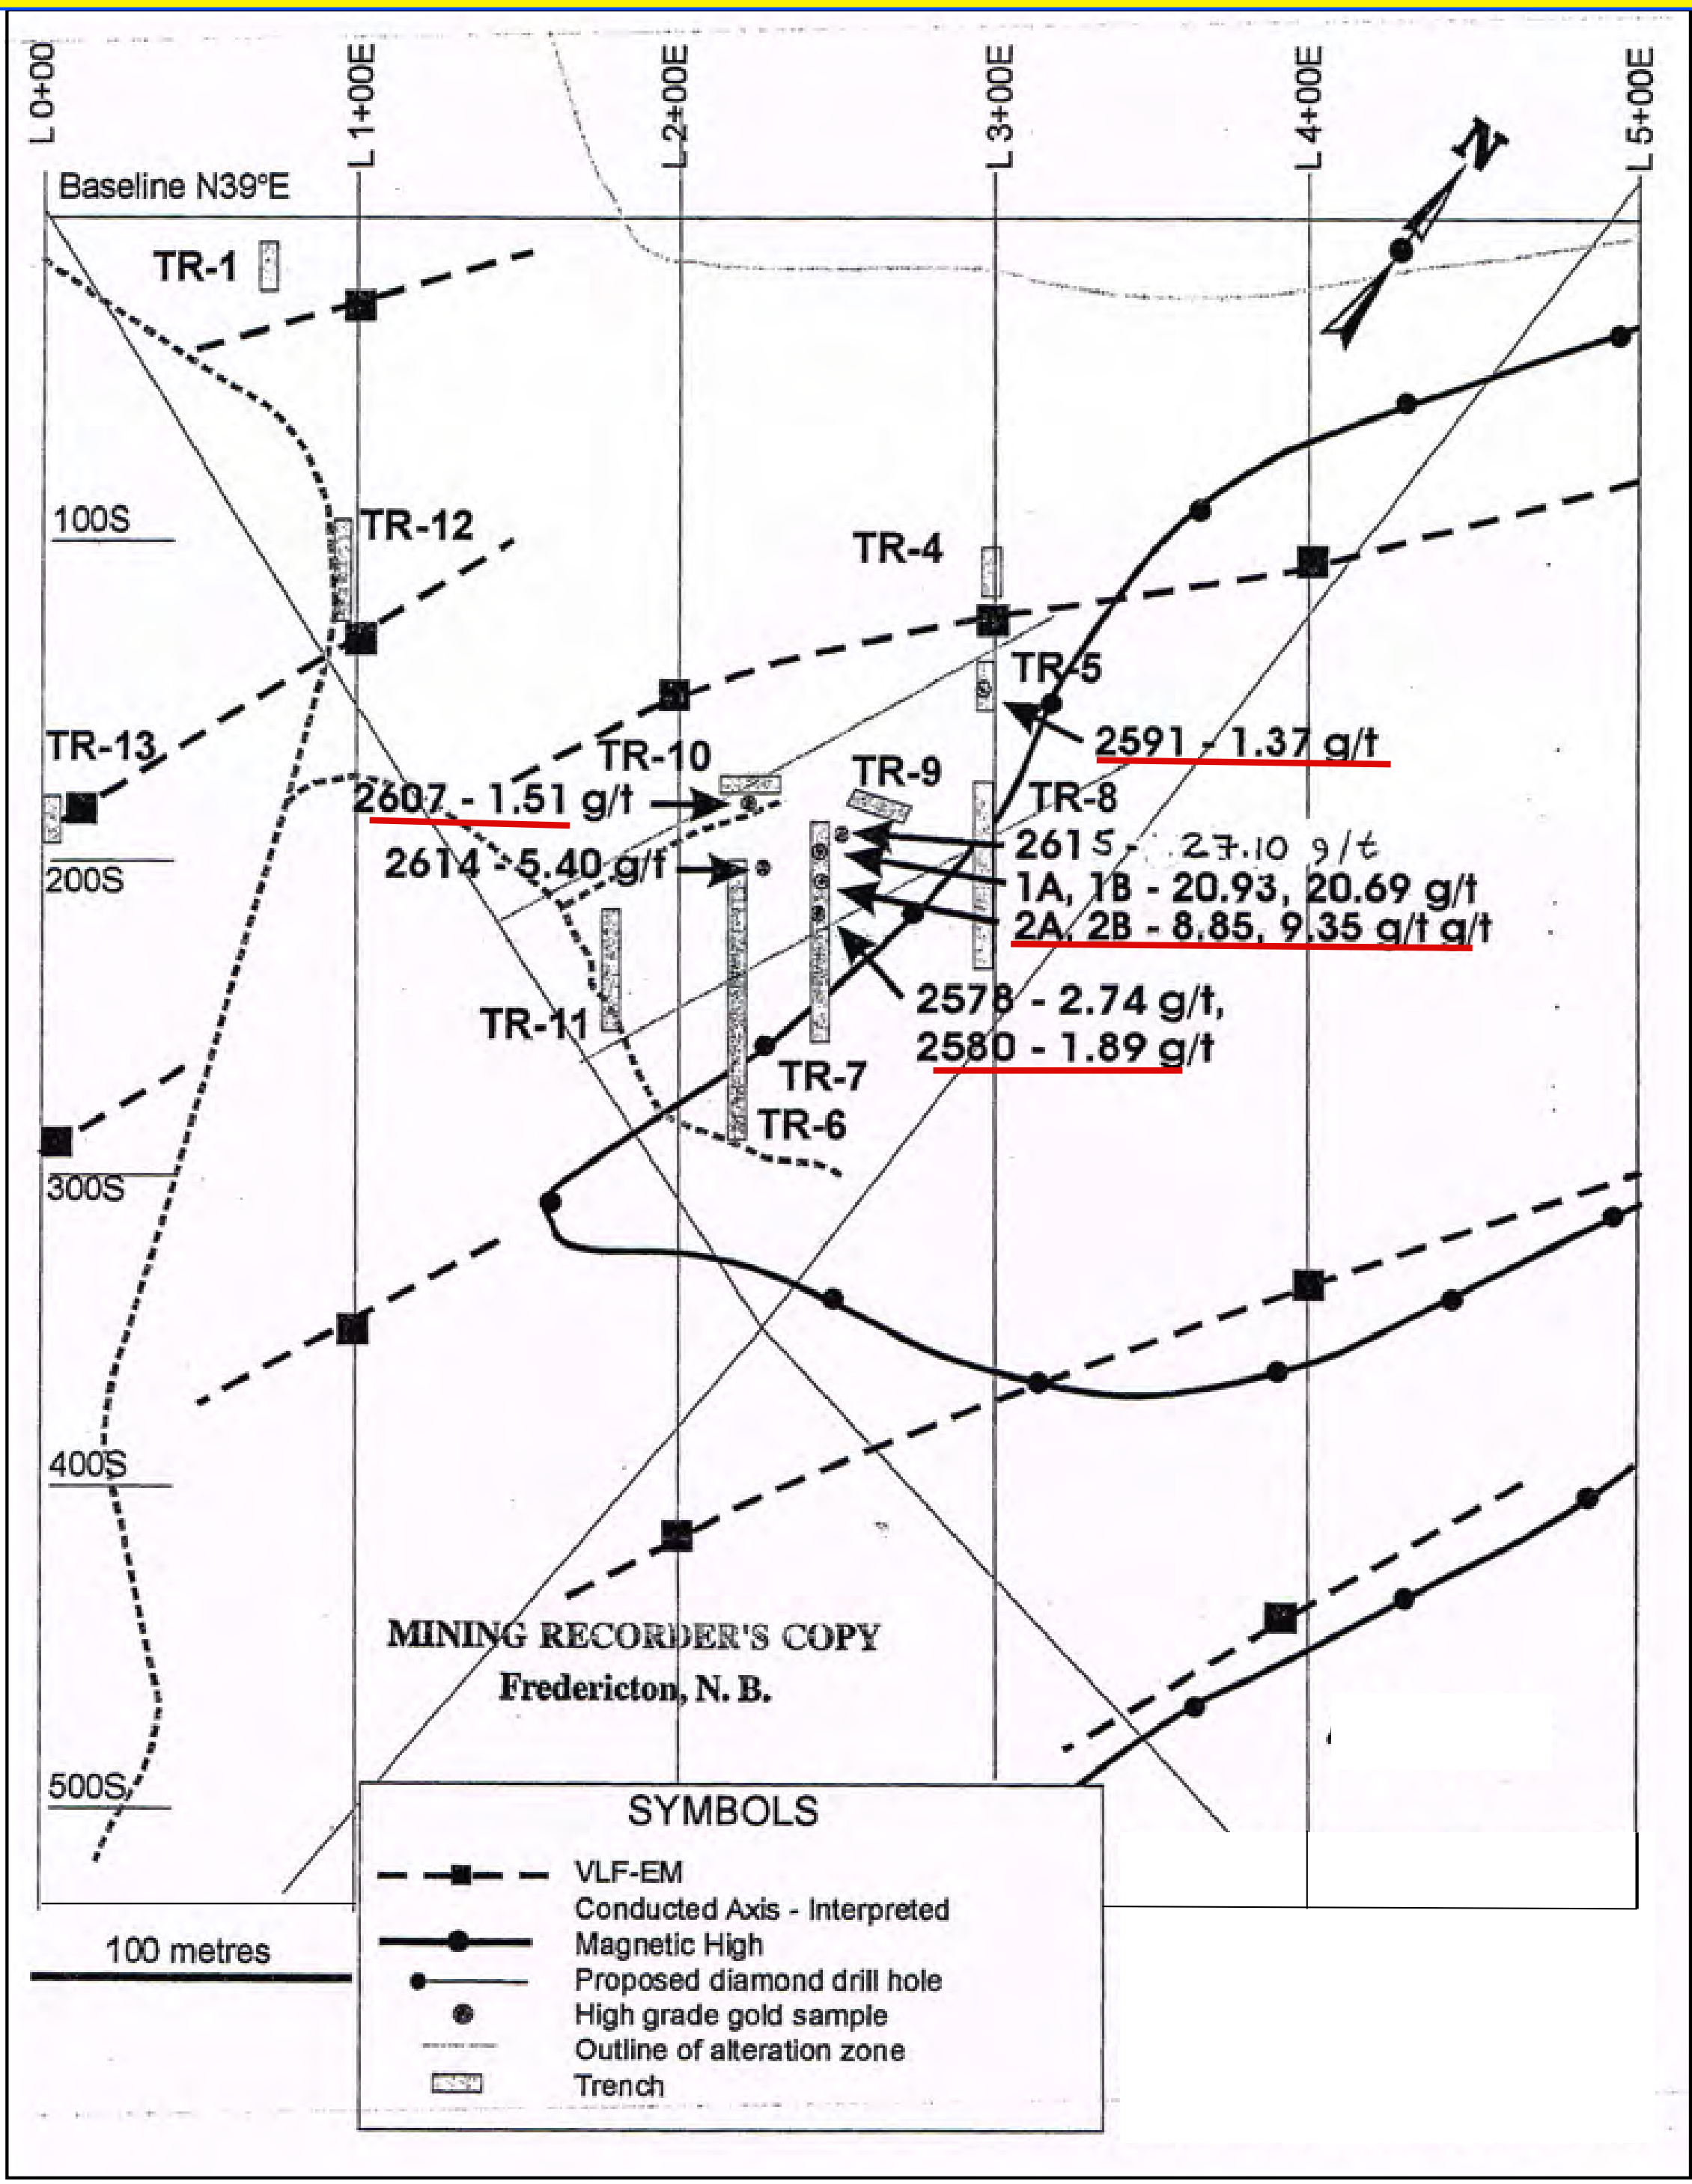 L 0+00
L 1+00E
L 2+00E
L 3+00E
L 4+00E
L 5+00E
N
Baseline N39°E
TR-1
100S
TR-12
TR-4
TR-5
TR-13
2591 - 1.37 g/t
TR-10
TR-9
2607 - 1.51 g/t
TR-8
2615 - 27.10 g/t
2614 - 5.40 g/t
200S
1A, 1B - 20.93, 20.69 g/t
2A, 2B - 8.85, 9.35 g/t g/t
2578 - 2.74 g/t,
TR-11
2580 - 1.89 g/t
TR-7
TR-6
300S
400S
MINING RECORDER'S COPY
Fredericton, N. B.
500S
SYMBOLS
VLF-EM
Conducted Axis - Interpreted
Magnetic High
100 metres
Proposed diamond drill hole
High grade gold sample
Outline of alteration zone
Trench